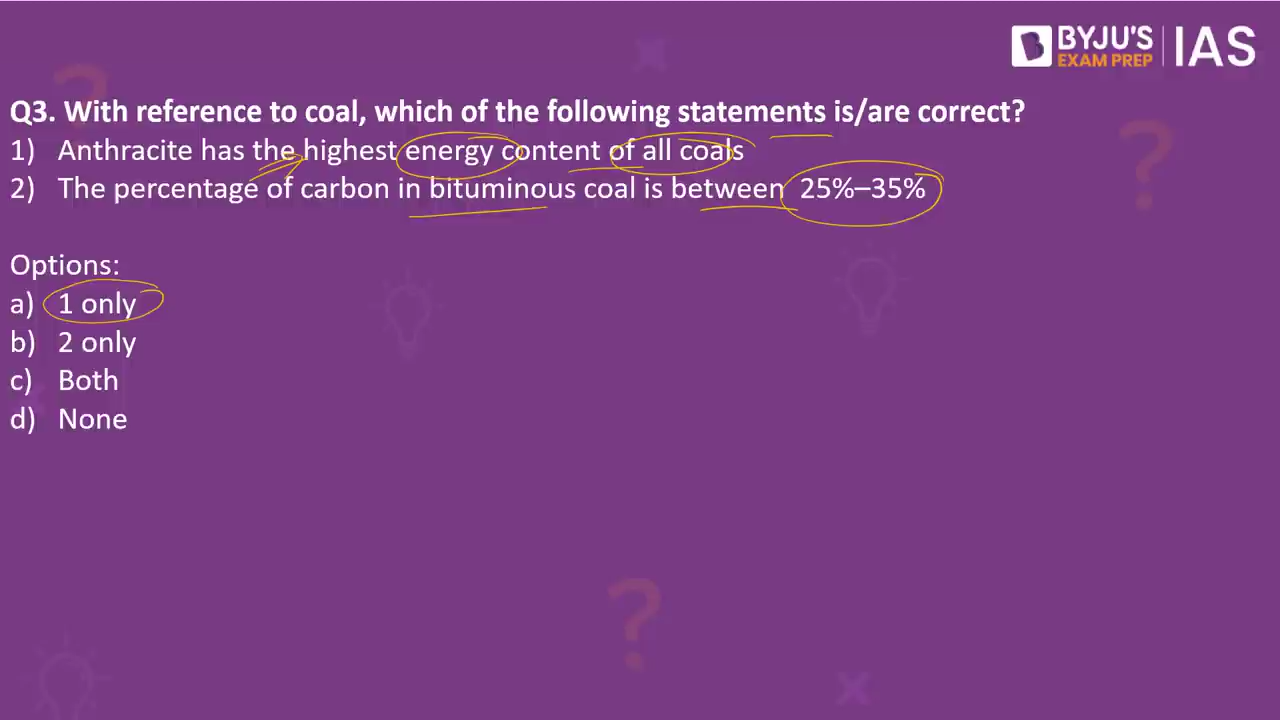 BYJU'S
EXAM PREP
IAS
Q3. With reference to coal, which of the following statements is/are correct?
1) Anthracite has the highest energy content of all coals
2) The percentage of carbon in bituminous coal is between 25%–35%
Options:
a) 1 only
b) 2 only
c) Both
d) None